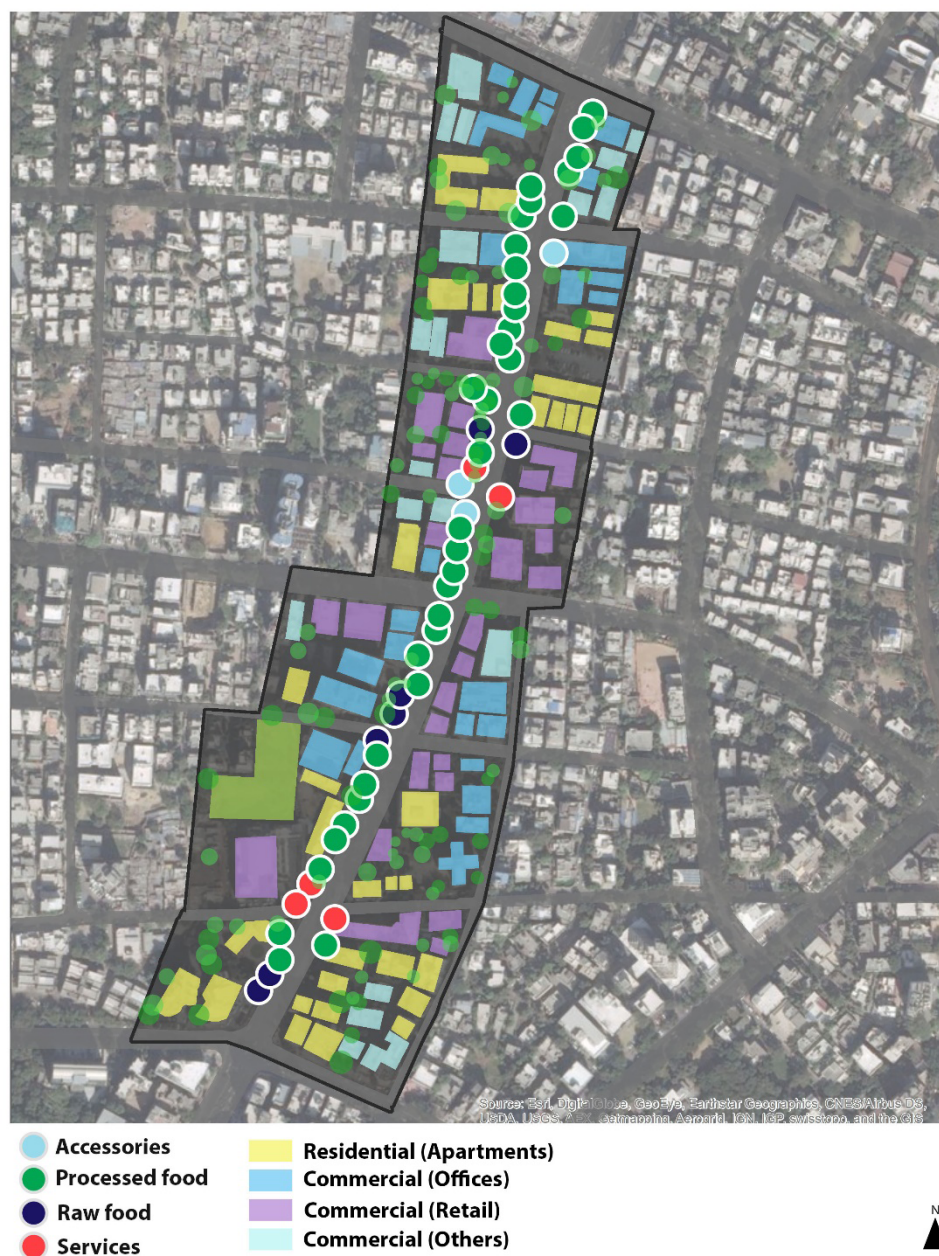 Source: Esri, DigitalGlobe, GeoEye, Earthstar Geographics, CNES/Airbus DS,
USDA, USGS, Getmapping, Aerogrid, IGN, IGP, swisstopo, and the GIS
Accessories
Processed food
Raw food
Services
Residential (Apartments)
Commercial (Offices)
Commercial (Retail)
Commercial (Others)
N